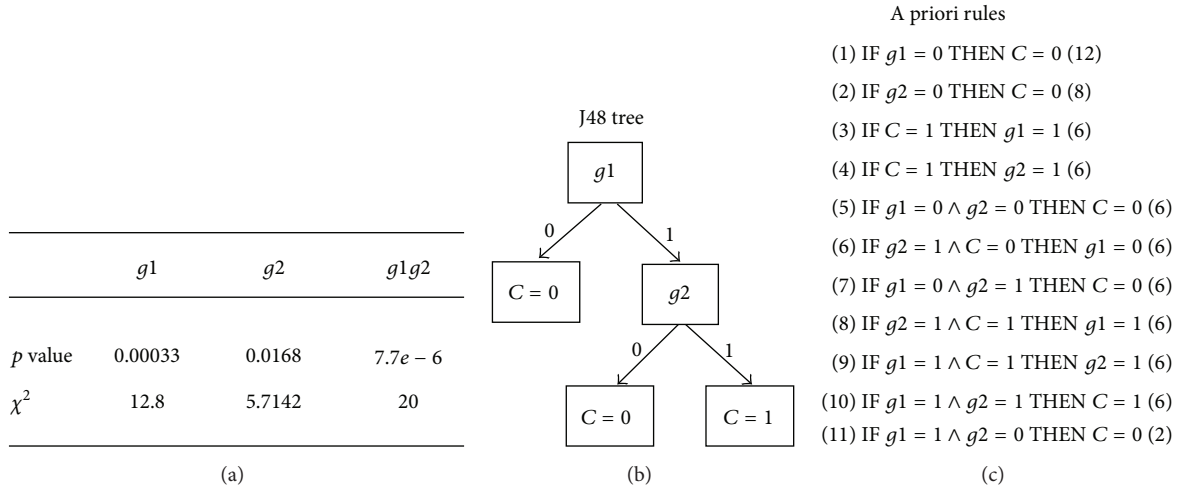 g1 g2 g1g2
p value 0.00033 0.0168 7.7e − 6
χ² 12.8 5.7142 20
(a)
J48 tree
g1
0 1
C = 0 g2
0 1
C = 0 C = 1
(b)
A priori rules
(1) IF g1 = 0 THEN C = 0 (12)
(2) IF g2 = 0 THEN C = 0 (8)
(3) IF C = 1 THEN g1 = 1 (6)
(4) IF C = 1 THEN g2 = 1 (6)
(5) IF g1 = 0 ∧ g2 = 0 THEN C = 0 (6)
(6) IF g2 = 1 ∧ C = 0 THEN g1 = 0 (6)
(7) IF g1 = 0 ∧ g2 = 1 THEN C = 0 (6)
(8) IF g2 = 1 ∧ C = 1 THEN g1 = 1 (6)
(9) IF g1 = 1 ∧ C = 1 THEN g2 = 1 (6)
(10) IF g1 = 1 ∧ g2 = 1 THEN C = 1 (6)
(11) IF g1 = 1 ∧ g2 = 0 THEN C = 0 (2)
(c)